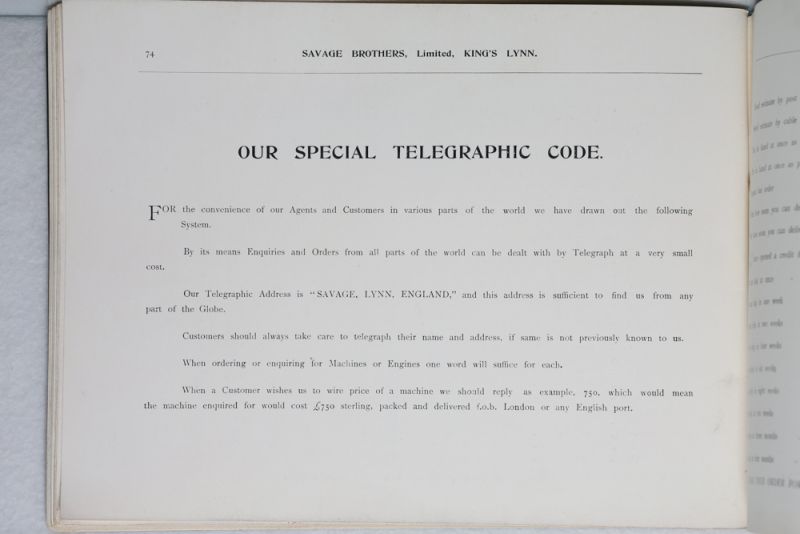 74 SAVAGE BROTHERS, Limited, KING'S LYNN.
OUR SPECIAL TELEGRAPHIC CODE.
FOR the convenience of our Agents and Customers in various parts of the world we have drawn out the following
System.
By its means Enquiries and Orders from all parts of the world can be dealt with by Telegraph at a very small
cost.
Our Telegraphic Address is "SAVAGE, LYNN, ENGLAND," and this address is sufficient to find us from any
part of the Globe.
Customers should always take care to telegraph their name and address, if same is not previously known to us.
When ordering or enquiring for Machines or Engines one word will suffice for each.
When a Customer wishes us to wire price of a machine we should reply as example, 750, which would mean
the machine enquired for would cost £750 sterling, packed and delivered f.o.b. London or any English port.